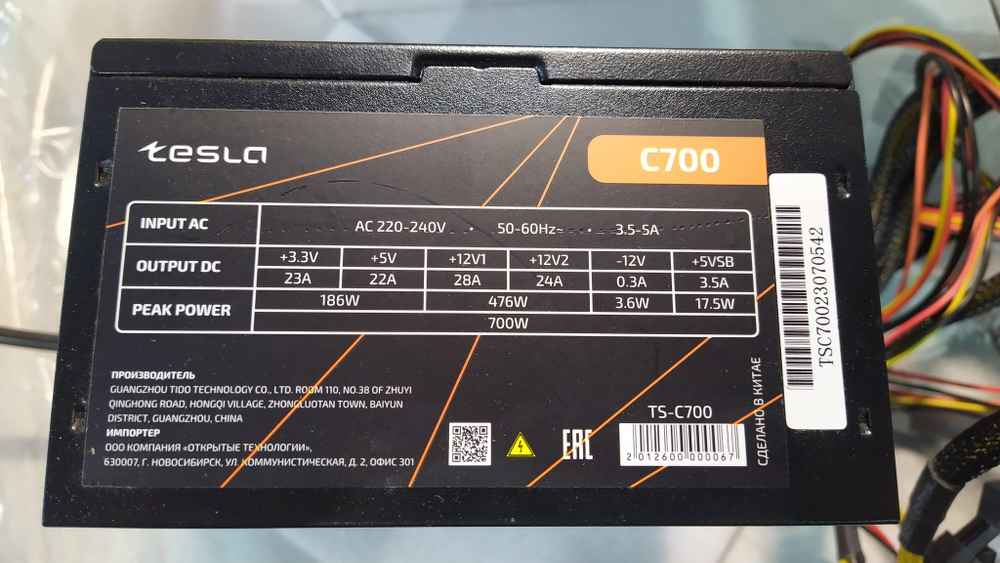 tesla
C700
INPUT AC AC 220-240V · 50-60Hz≂ · 3.5-5A
OUTPUT DC +3.3V +5V +12V1 +12V2 -12V +5VSB
23A 22A 28A 24A 0.3A 3.5A
PEAK POWER 186W 476W 3.6W 17.5W
700W
TSC70023070542
ПРОИЗВОДИТЕЛЬ
GUANGZHOU TIDO TECHNOLOGY CO., LTD. ROOM 110, NO.38 OF ZHUYI
QINGHONG ROAD, HONGQI VILLAGE, ZHONGLUOTAN TOWN, BAIYUN
DISTRICT, GUANGZHOU, CHINA
ИМПОРТЕР
ООО КОМПАНИЯ «ОТКРЫТЫЕ ТЕХНОЛОГИИ»,
630007, Г. НОВОСИБИРСК, УЛ. КОММУНИСТИЧЕСКАЯ, Д. 2, ОФИС 301
EAC
TS-C700
2 012600 000067
СДЕЛАНО В КИТАЕ